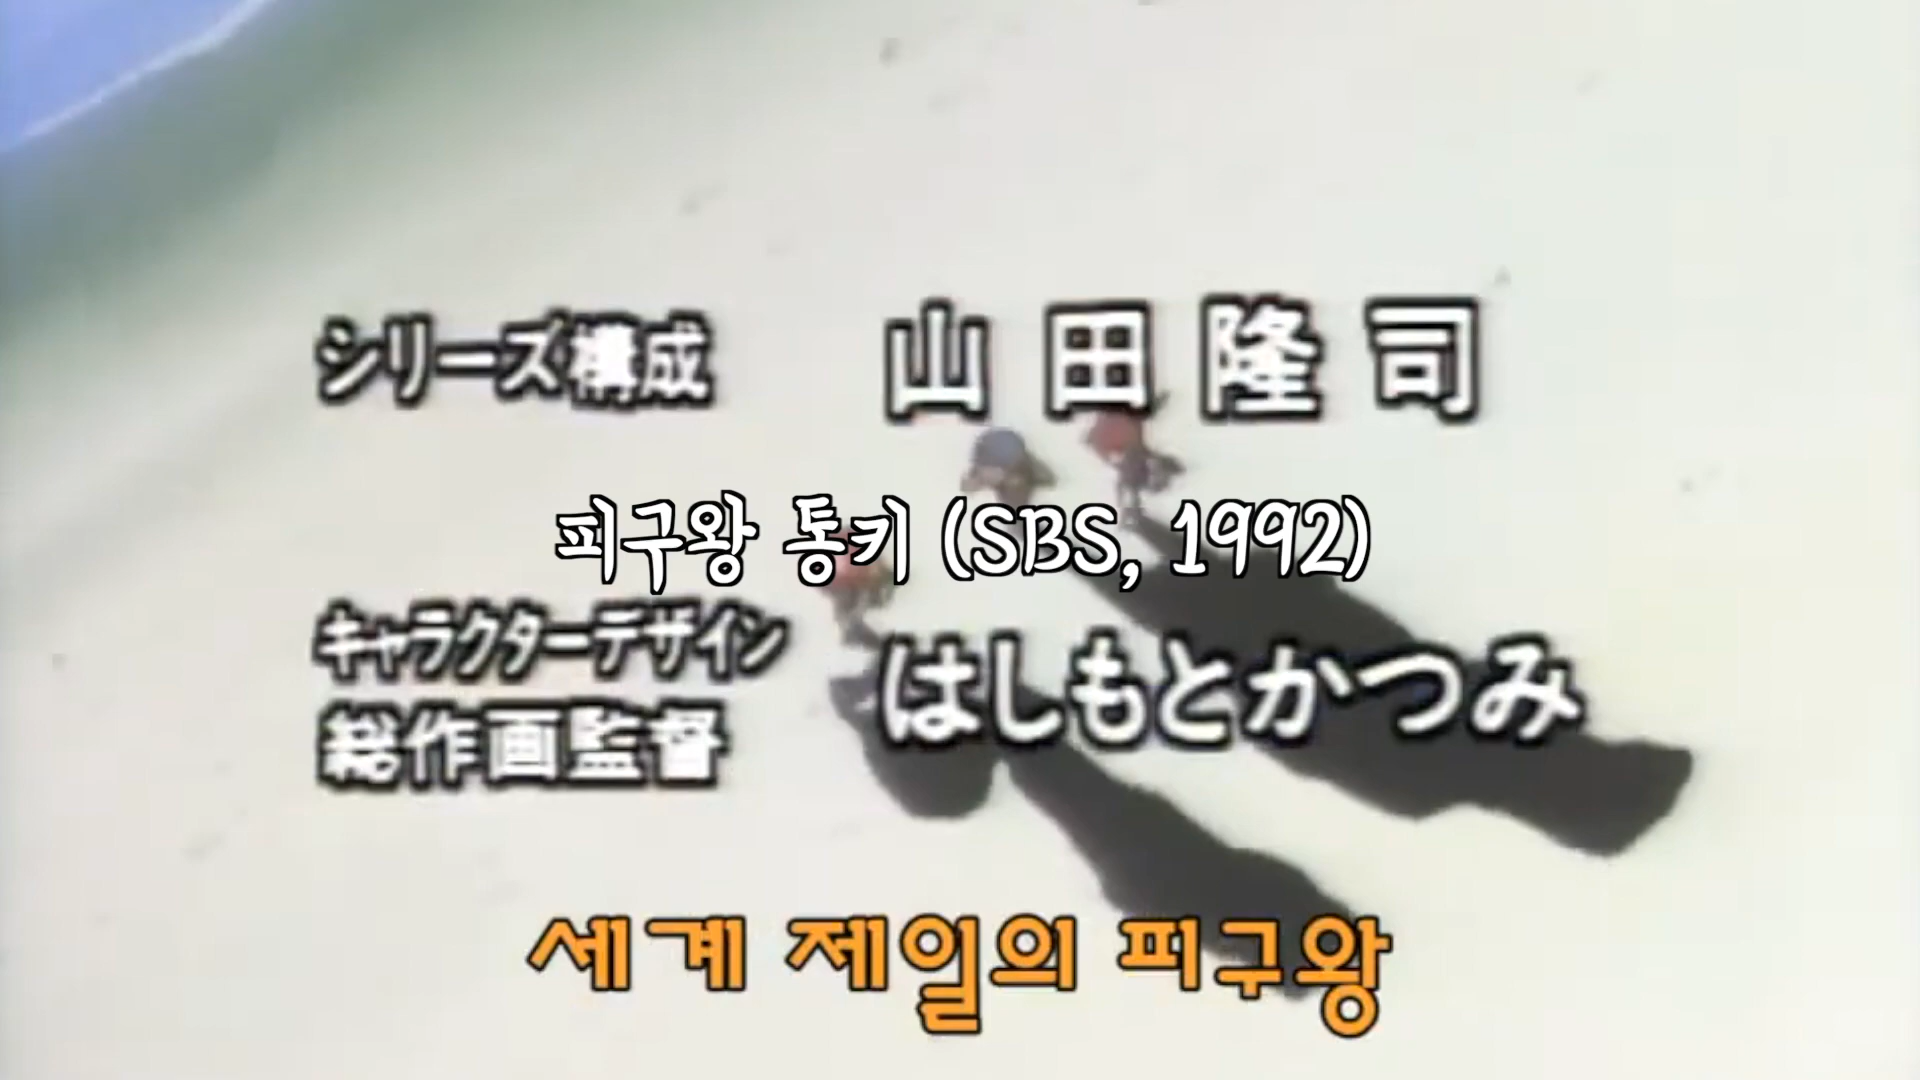 シリーズ構成 山田隆司
피구왕 통키 (SBS, 1992)
キャラクターデザイン
総作画監督 はしもとかつみ
세계 제일의 피구왕